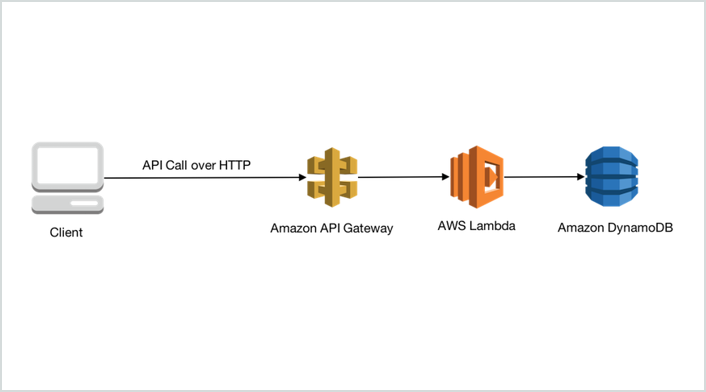 API Call over HTTP
Client
Amazon API Gateway
AWS Lambda
Amazon DynamoDB